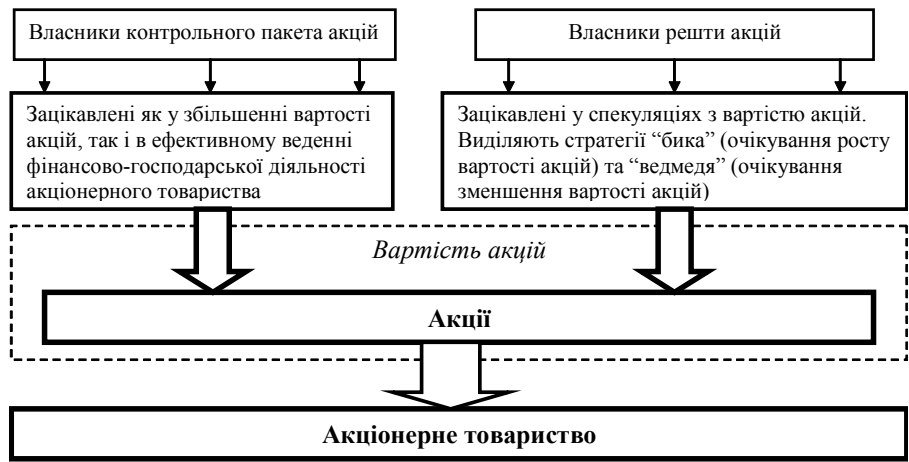 Власники контрольного пакета акцій
Власники решти акцій
Зацікавлені як у збільшенні вартості
акцій, так і в ефективному веденні
фінансово-господарської діяльності
акціонерного товариства
Зацікавлені у спекуляціях з вартістю акцій.
Виділяють стратегії “бика” (очікування росту
вартості акцій) та “ведмедя” (очікування
зменшення вартості акцій)
Вартість акцій
Акції
Акціонерне товариство